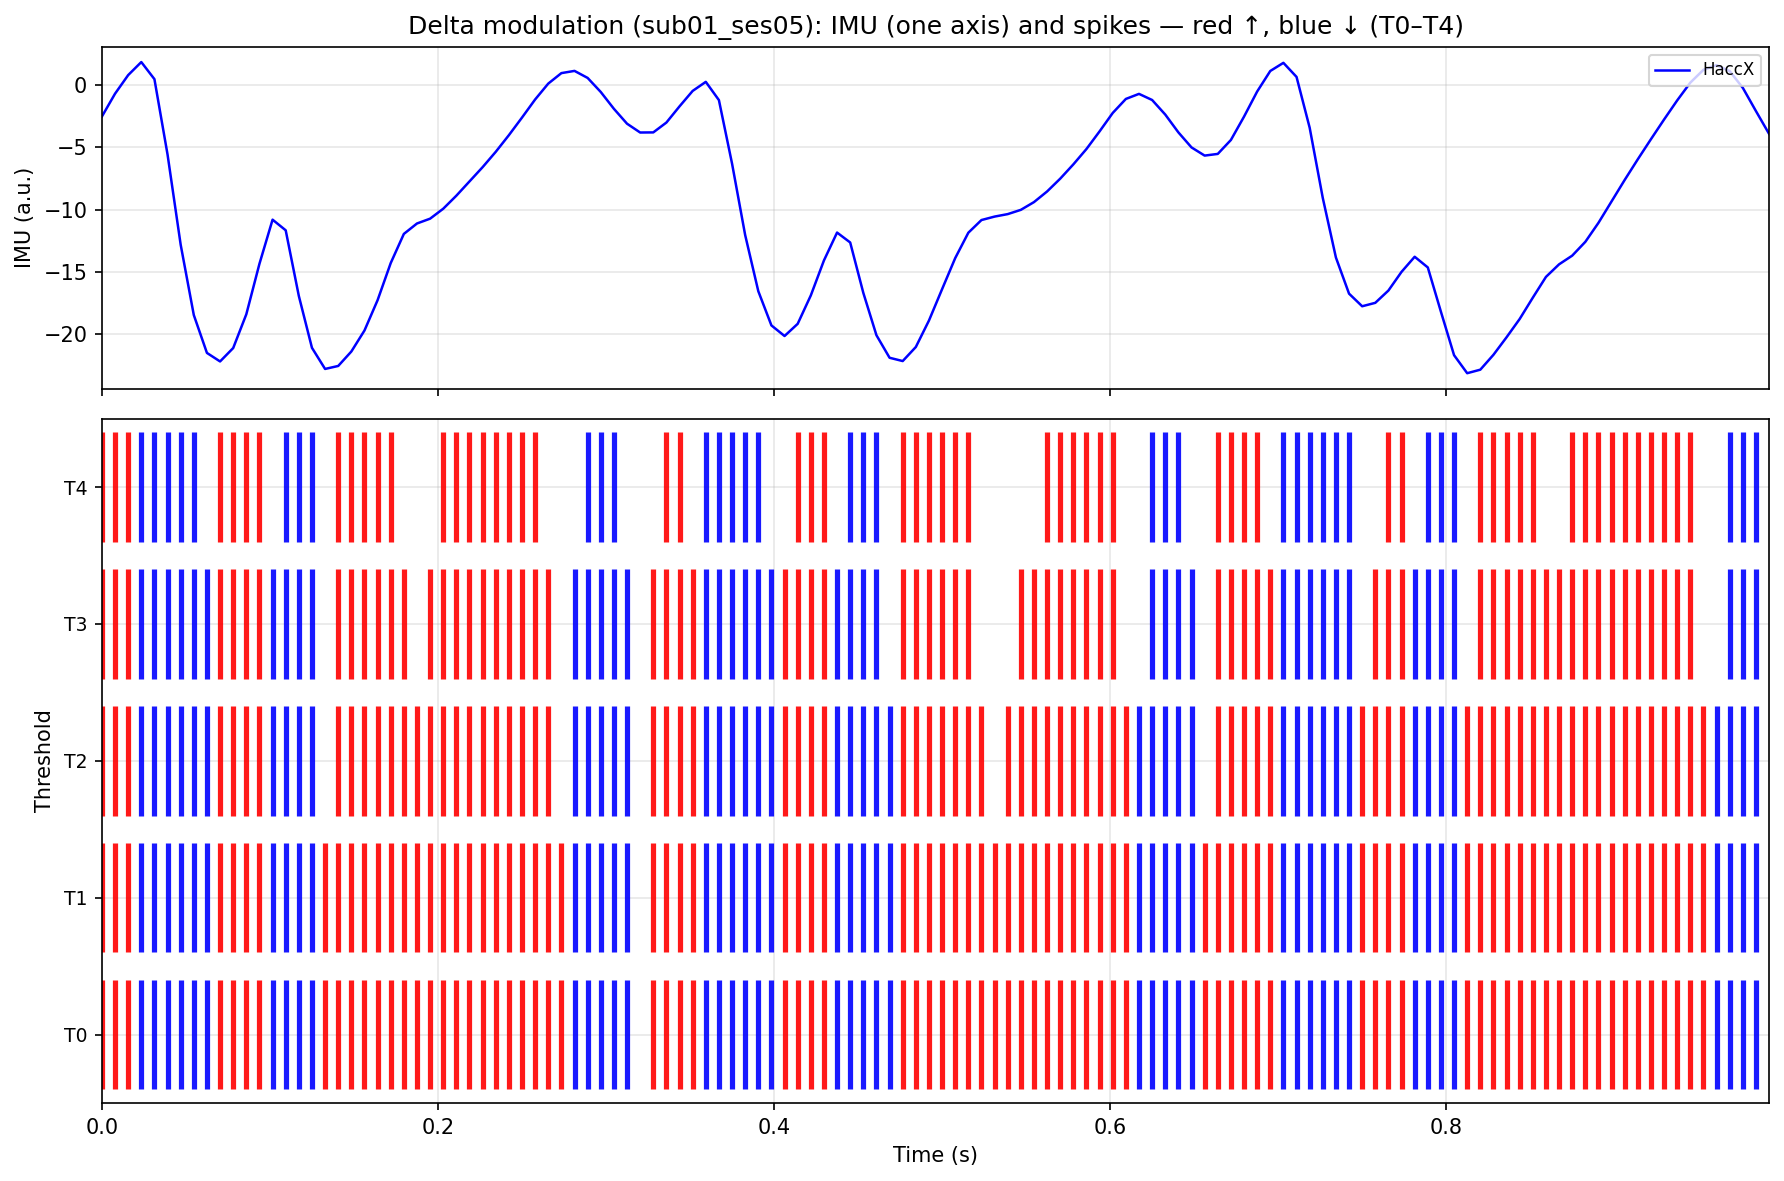 Delta modulation (sub01_ses05): IMU (one axis) and spikes — red ↑, blue ↓ (T0–T4)
HaccX
IMU (a.u.)
0
−5
−10
−15
−20
Threshold
T4
T3
T2
T1
T0
0.0 0.2 0.4 0.6 0.8
Time (s)